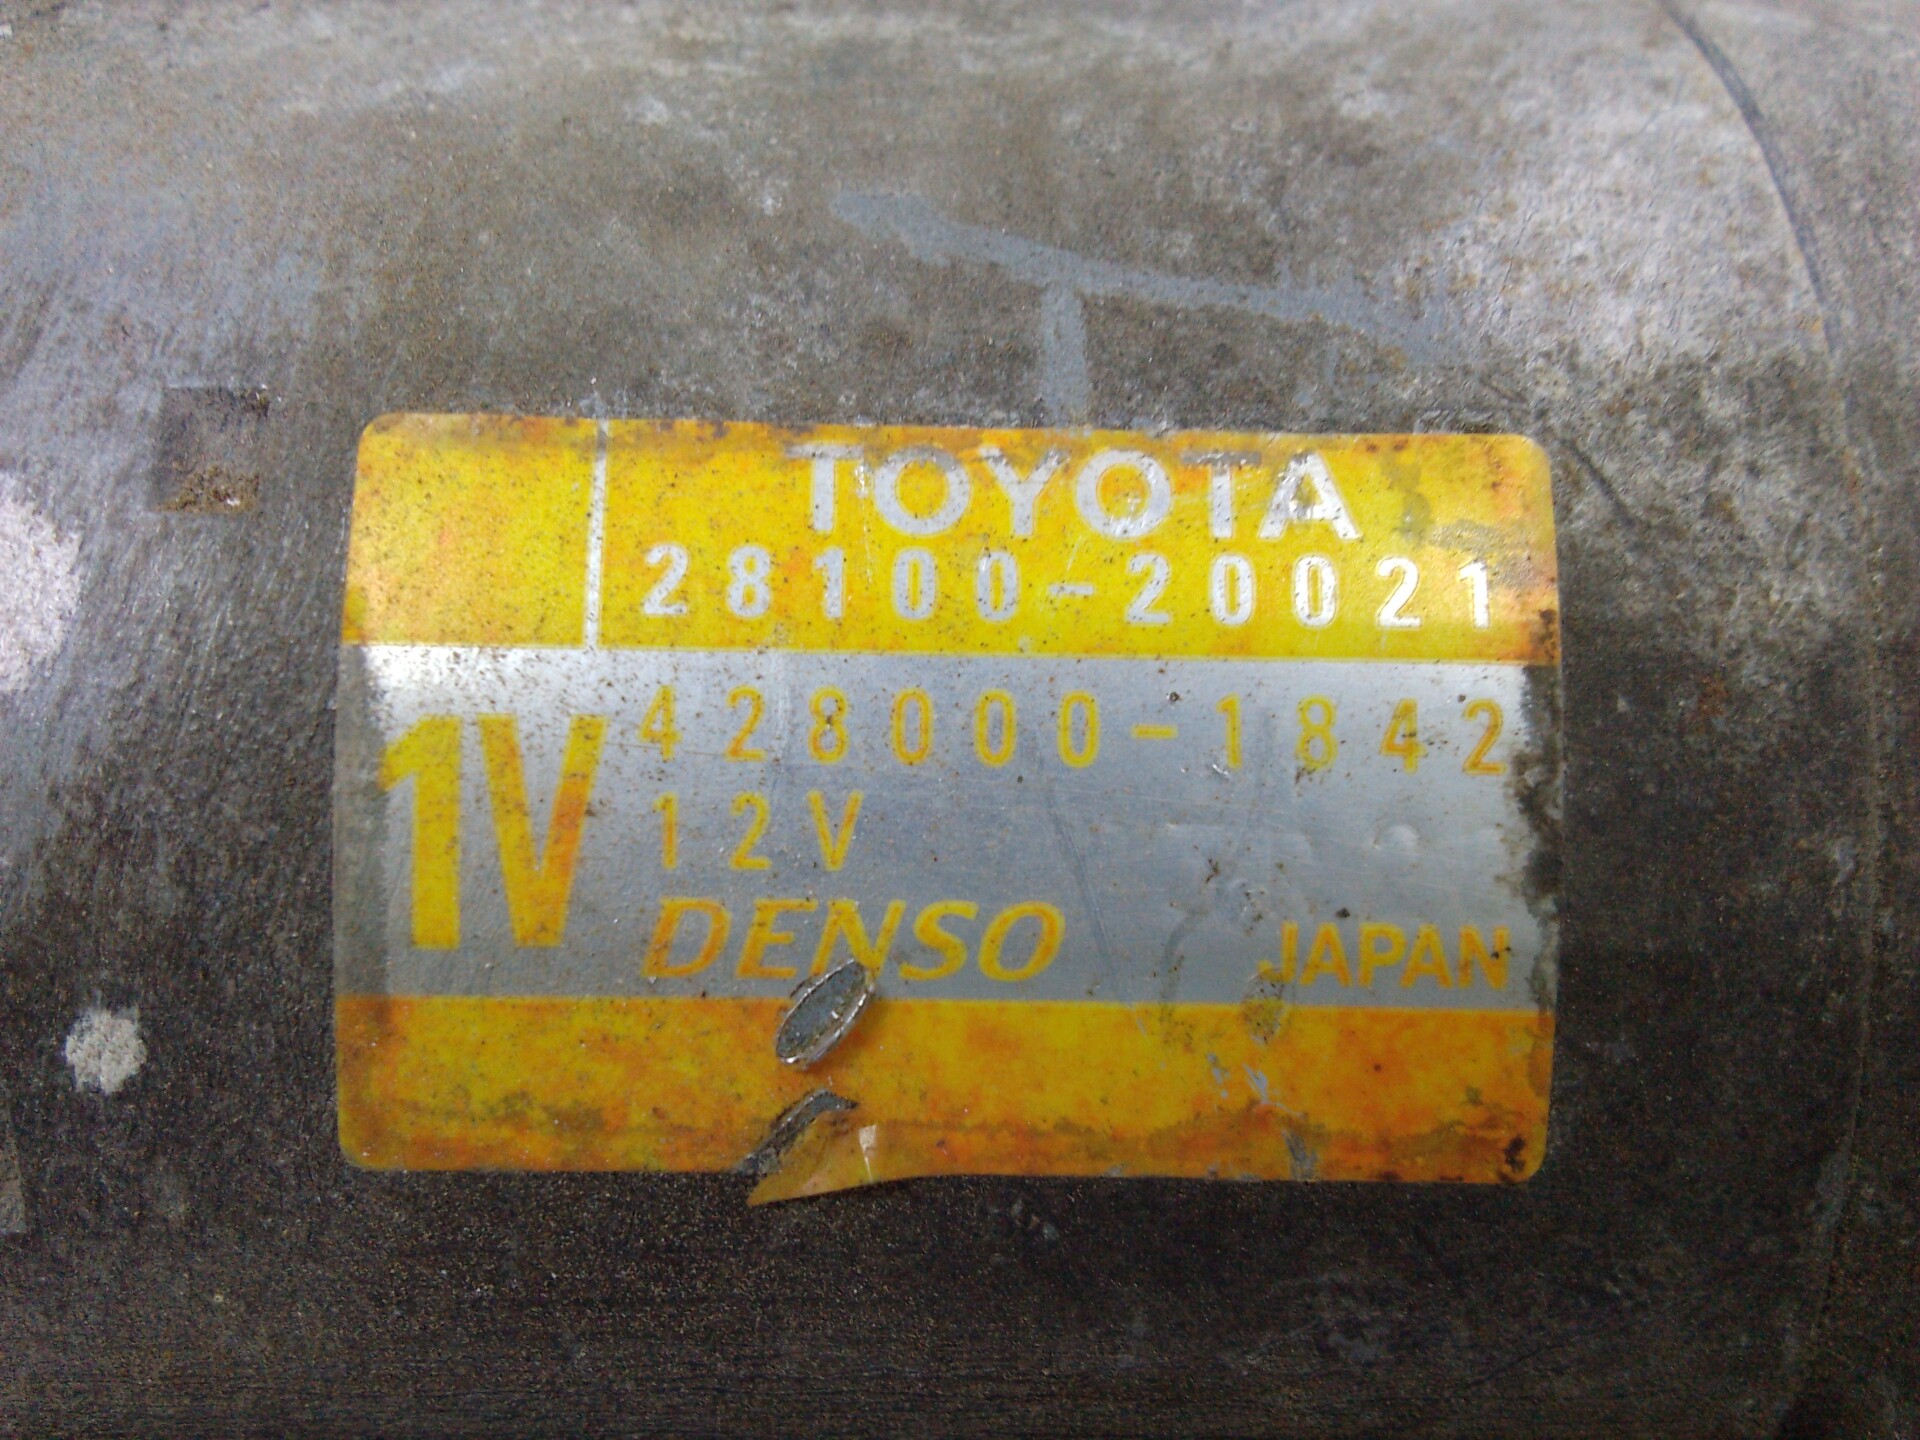 TOYOTA
28100-20021
1V
428000-1842
12V
DENSO JAPAN